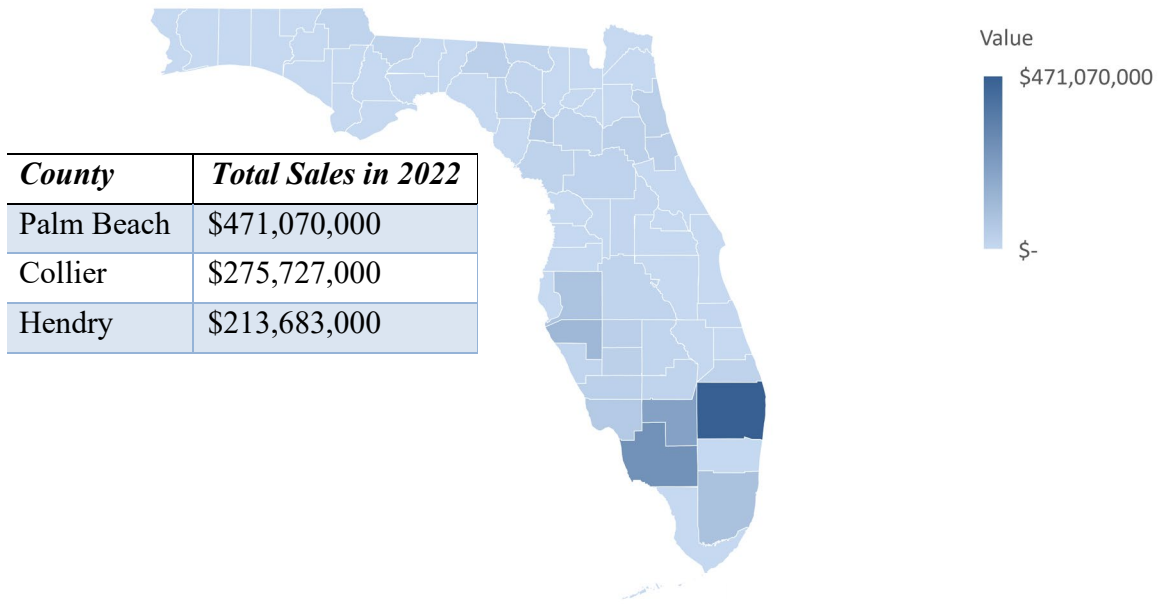 Value
$471,070,000
$-
County Total Sales in 2022
Palm Beach $471,070,000
Collier $275,727,000
Hendry $213,683,000